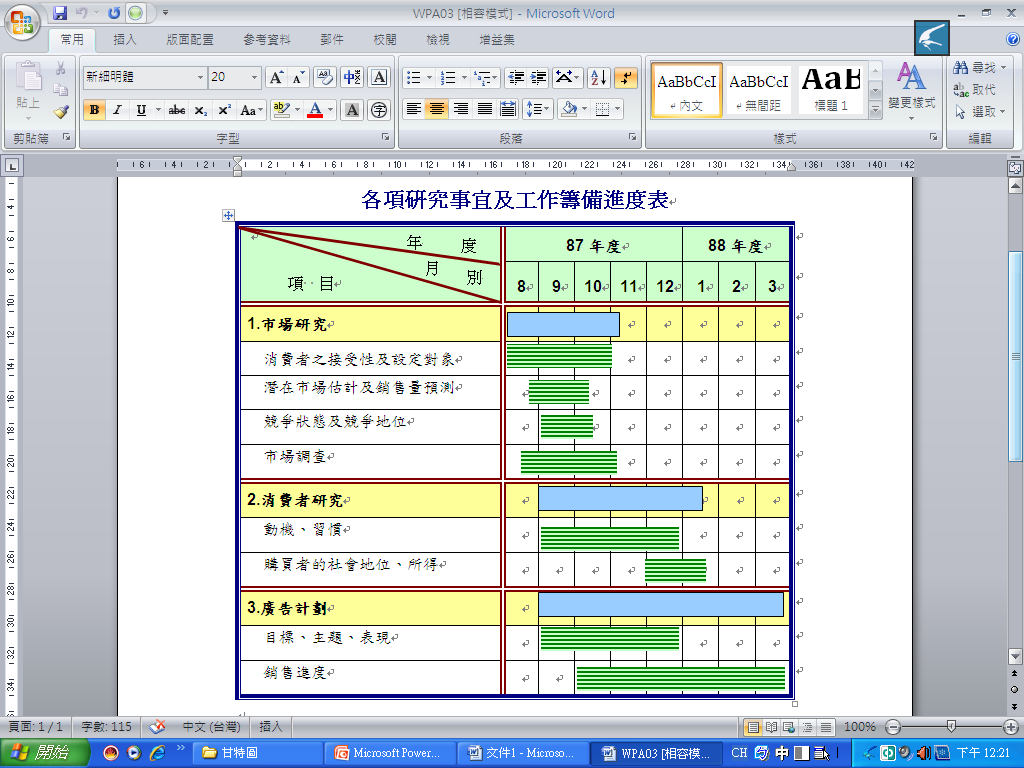 WPA03 [相容模式] - Microsoft Word
常用 插入 版面配置 參考資料 郵件 校閱 檢視 增益集
貼上
剪貼簿
新細明體 20
B I U abc X₂ X² Aa
字型
段落
AaBbCcI AaBbCcI AaB
內文 無間距 標題 1
變更樣式
樣式
尋找
取代
選取
編輯
各項研究事宜及工作籌備進度表
年 度
月 別
項 目
87 年度 88 年度
8 9 10 11 12 1 2 3
1.市場研究
消費者之接受性及設定對象
潛在市場估計及銷售量預測
競爭狀態及競爭地位
市場調查
2.消費者研究
動機、習慣
購買者的社會地位、所得
3.廣告計劃
目標、主題、表現
銷售進度
頁面: 1 / 1 字數: 115 中文 (台灣) 插入 100%
開始 甘特圖 Microsoft Power... 文件1 - Microso... WPA03 [相容模... CH 中 下午 12:21